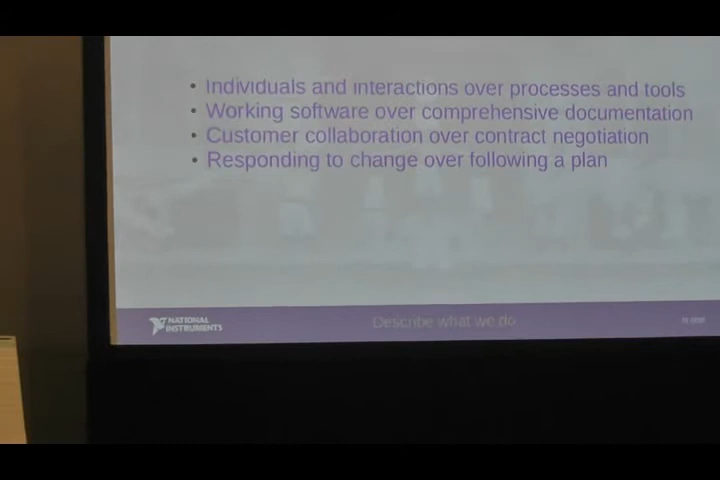 • Individuals and interactions over processes and tools
• Working software over comprehensive documentation
• Customer collaboration over contract negotiation
• Responding to change over following a plan
NATIONAL
INSTRUMENTS
Describe what we do